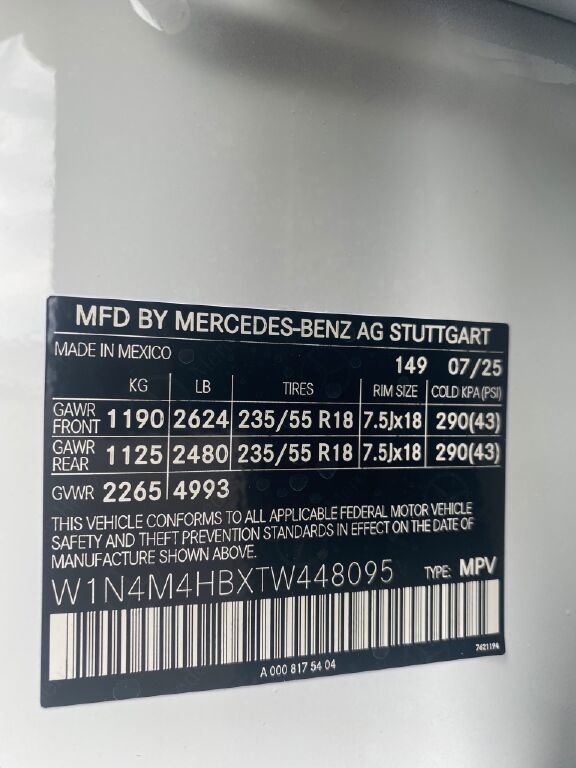 MFD BY MERCEDES-BENZ AG STUTTGART
MADE IN MEXICO
149 07/25
KG LB TIRES RIM SIZE COLD KPA(PSI)
GAWR FRONT 1190 2624 235/55 R18 7.5Jx18 290(43)
GAWR REAR 1125 2480 235/55 R18 7.5Jx18 290(43)
GVWR 2265 4993
THIS VEHICLE CONFORMS TO ALL APPLICABLE FEDERAL MOTOR VEHICLE
SAFETY AND THEFT PREVENTION STANDARDS IN EFFECT ON THE DATE OF
MANUFACTURE SHOWN ABOVE.
W1N4M4HBXTW448095 TYPE: MPV
A 000 817 54 04
7421194